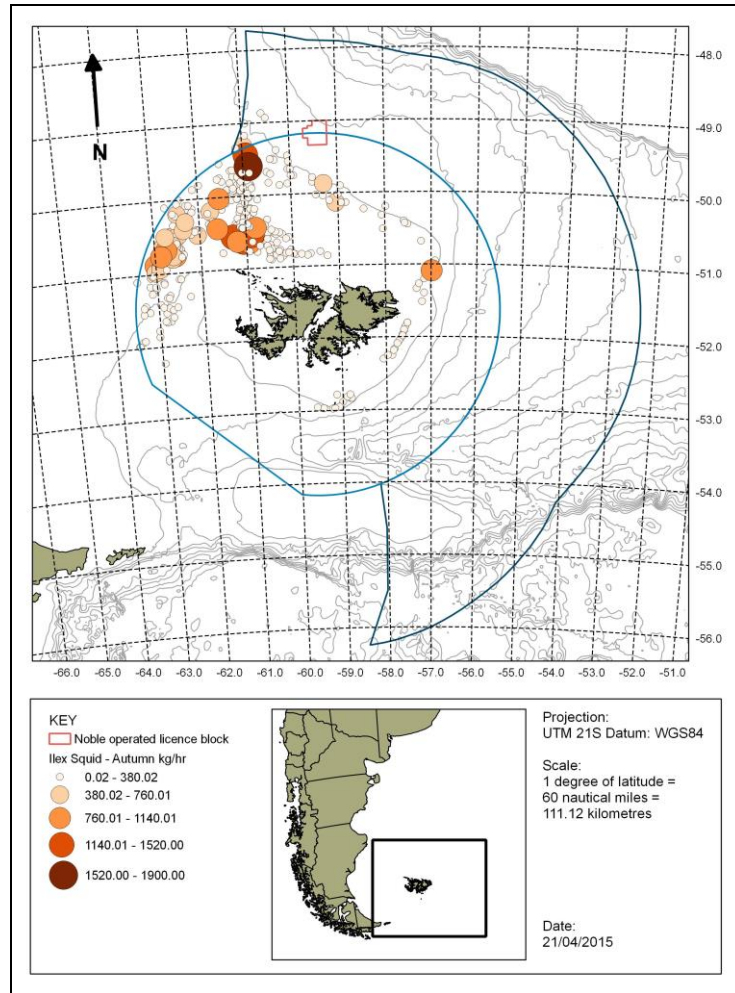 -48.0
-49.0
-50.0
-51.0
-52.0
-53.0
-54.0
-55.0
-56.0
N
-66.0 -65.0 -64.0 -63.0 -62.0 -61.0 -60.0 -59.0 -58.0 -57.0 -56.0 -55.0 -54.0 -53.0 -52.0 -51.0
KEY
Noble operated licence block
Ilex Squid - Autumn kg/hr
0.02 - 380.02
380.02 - 760.01
760.01 - 1140.01
1140.01 - 1520.00
1520.00 - 1900.00
Projection:
UTM 21S Datum: WGS84
Scale:
1 degree of latitude =
60 nautical miles =
111.12 kilometres
Date:
21/04/2015